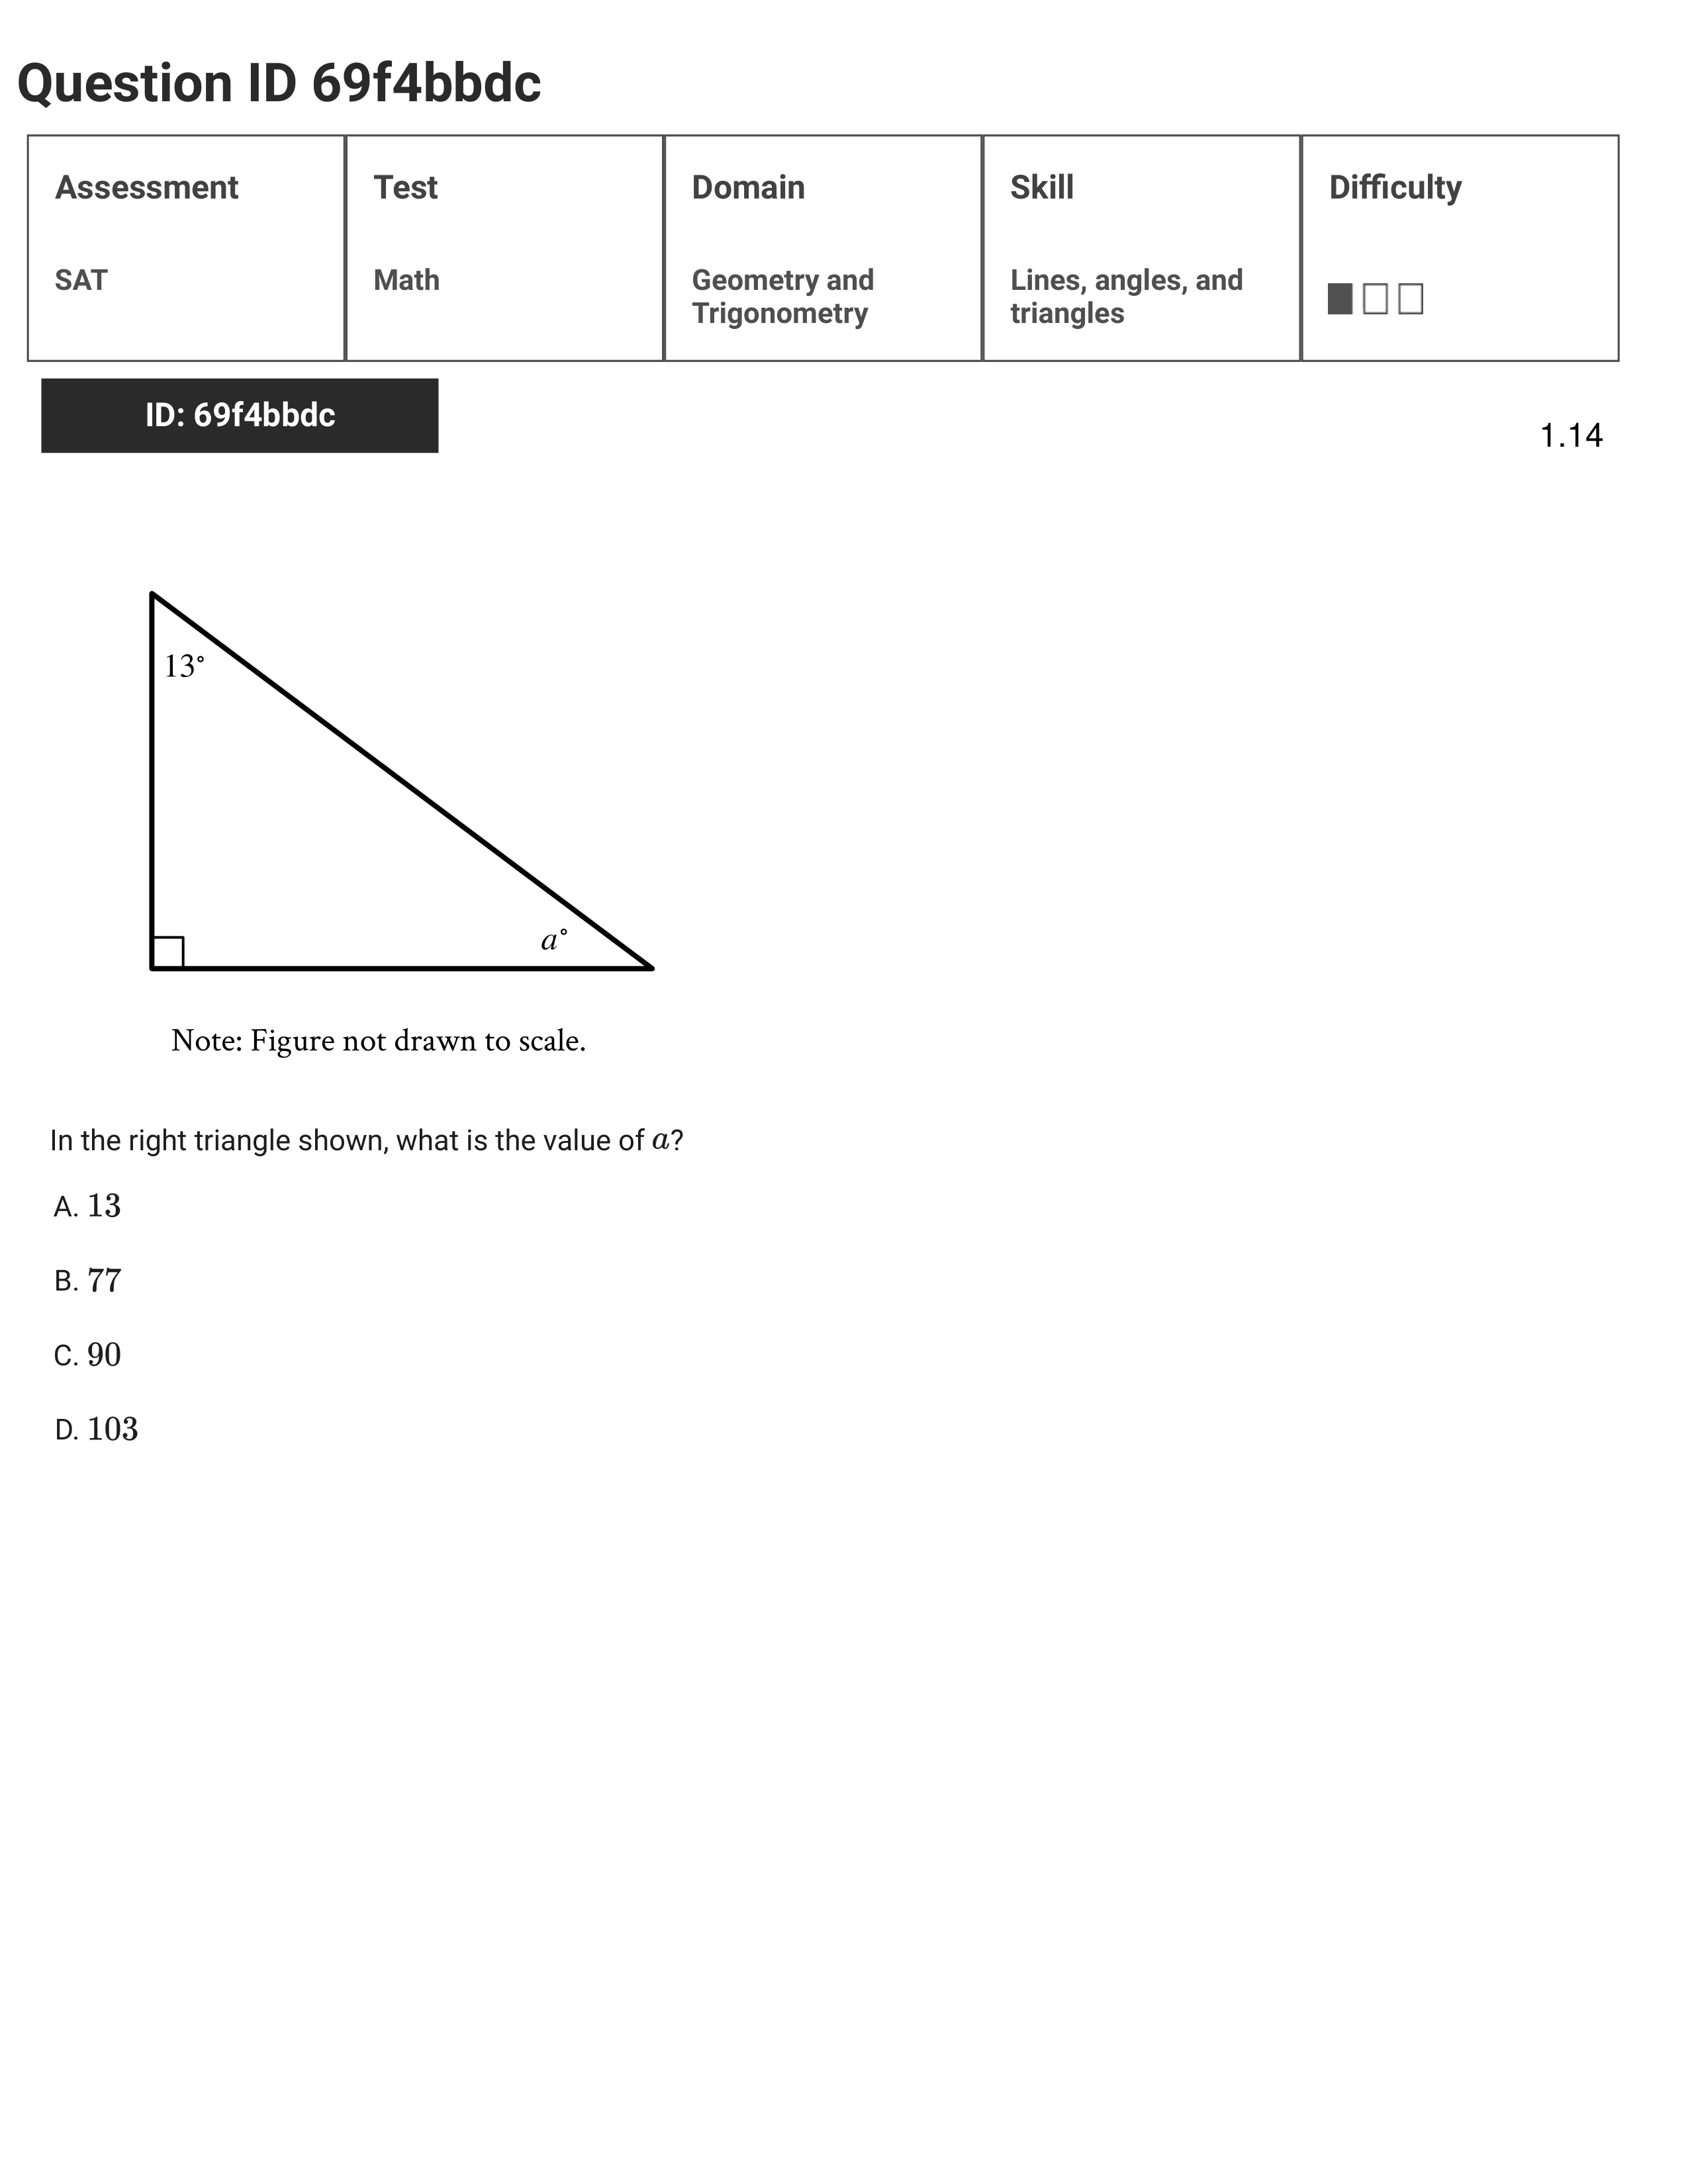 Question ID 69f4bbdc
Assessment Test Domain Skill Difficulty
SAT Math Geometry and Trigonometry Lines, angles, and triangles
ID: 69f4bbdc
1.14
13°
a°
Note: Figure not drawn to scale.
In the right triangle shown, what is the value of a?
A. 13
B. 77
C. 90
D. 103